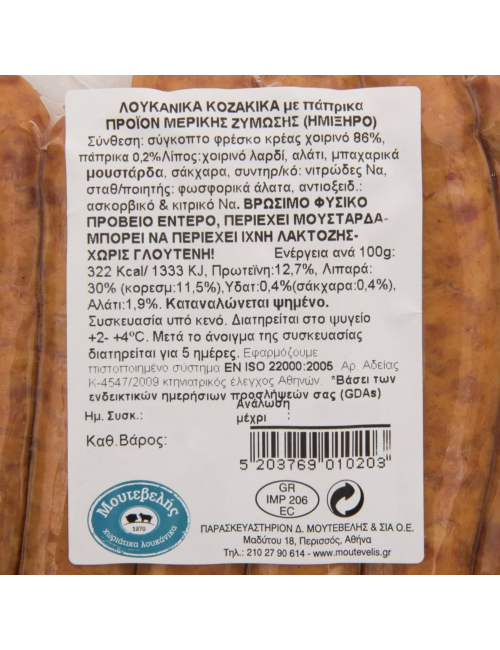 ΛΟΥΚΑΝΙΚΑ ΚΟΖΑΚΙΚΑ με πάπρικα
ΠΡΟΪΟΝ ΜΕΡΙΚΗΣ ΖΥΜΩΣΗΣ (ΗΜΙΞΗΡΟ)
Σύνθεση: σύγκοπτο φρέσκο κρέας χοιρινό 86%,
πάπρικα 0,2%Λίπος:χοιρινό λαρδί, αλάτι, μπαχαρικά
μουστάρδα, σάκχαρα, συντηρ/κό: νιτρώδες Na,
σταθ/ποιητής: φωσφορικά άλατα, αντιοξειδ.:
ασκορβικό & κιτρικό Na. ΒΡΩΣΙΜΟ ΦΥΣΙΚΟ
ΠΡΟΒΕΙΟ ΕΝΤΕΡΟ, ΠΕΡΙΕΧΕΙ ΜΟΥΣΤΑΡΔΑ-
ΜΠΟΡΕΙ ΝΑ ΠΕΡΙΕΧΕΙ ΙΧΝΗ ΛΑΚΤΟΖΗΣ-
ΧΩΡΙΣ ΓΛΟΥΤΕΝΗ! Ενέργεια ανά 100g:
322 Kcal/ 1333 KJ, Πρωτεϊνη:12,7%, Λιπαρά:
30% (κορεσμ:11,5%),Υδατ:0,4%(σάκχαρα:0,4%),
Αλάτι:1,9%. Καταναλώνεται ψημένο.
Συσκευασία υπό κενό. Διατηρείται στο ψυγείο
+2- +4°C. Μετά το άνοιγμα της συσκευασίας
διατηρείται για 5 ημέρες. Εφαρμόζουμε
πιστοποιημένο σύστημα EN ISO 22000:2005 Αρ. Αδείας
Κ-4547/2009 κτηνιατρικός έλεγχος Αθηνών. *Βάσει των
ενδεικτικών ημερήσιων προσλήψεών σας (GDAs)
Ημ. Συσκ.: Ανάλωση
μέχρι :
Καθ.Βάρος:
5 203769 010203
Μουτεβελής
1970
χωριάτικα λουκάνικα
GR
IMP 206
EC
ΠΑΡΑΣΚΕΥΑΣΤΗΡΙΟΝ Δ. ΜΟΥΤΕΒΕΛΗΣ & ΣΙΑ Ο.Ε.
Μαδύτου 18, Περισσός, Αθήνα
Τηλ.: 210 27 90 614 - www.moutevelis.gr